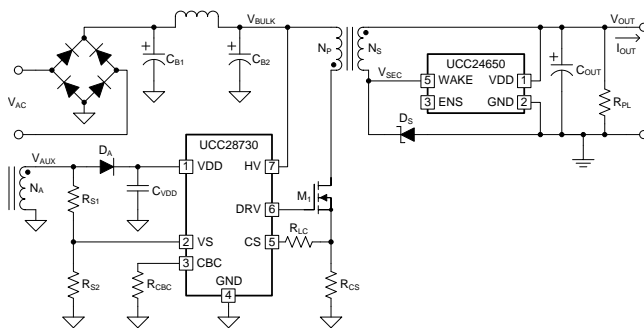 VBULK
VOUT
IOUT
+
CB1
+
CB2
NP
NS
UCC24650
VSEC
5 WAKE VDD 1
3 ENS GND 2
+
COUT
RPL
DS
VAC
UCC28730
VAUX
DA
1 VDD HV 7
NA
CVDD
RS1
M1
DRV 6
2 VS CS 5
RLC
3 CBC
RS2
RCBC
GND
4
RCS